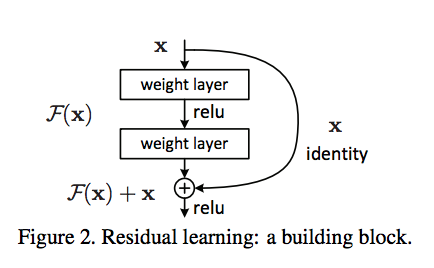 x
weight layer
F(x)
relu
x
weight layer
identity
F(x) + x
relu
Figure 2. Residual learning: a building block.